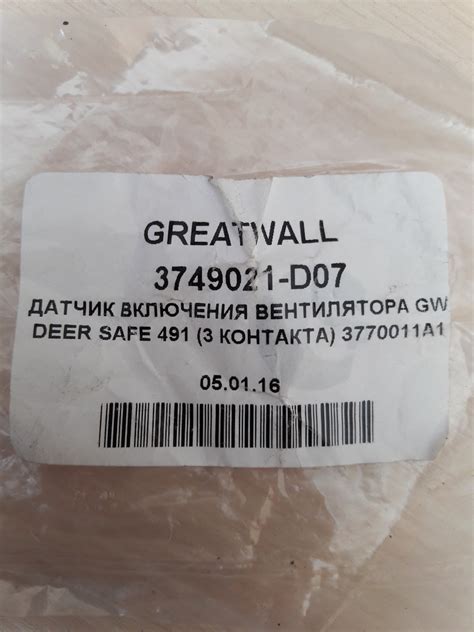 GREATWALL
3749021-D07
ДАТЧИК ВКЛЮЧЕНИЯ ВЕНТИЛЯТОРА GW
DEER SAFE 491 (3 КОНТАКТА) 3770011A1
05.01.16